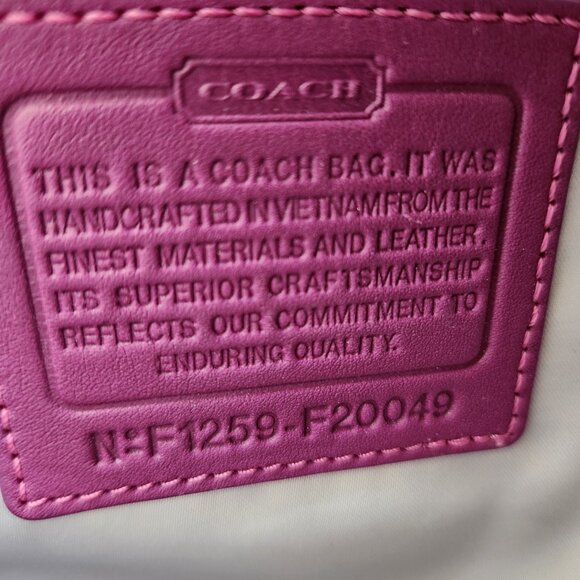 COACH
THIS IS A COACH BAG. IT WAS
HANDCRAFTED IN VIETNAM FROM THE
FINEST MATERIALS AND LEATHER.
ITS SUPERIOR CRAFTSMANSHIP
REFLECTS OUR COMMITMENT TO
ENDURING QUALITY.
Nº F1259-F20049